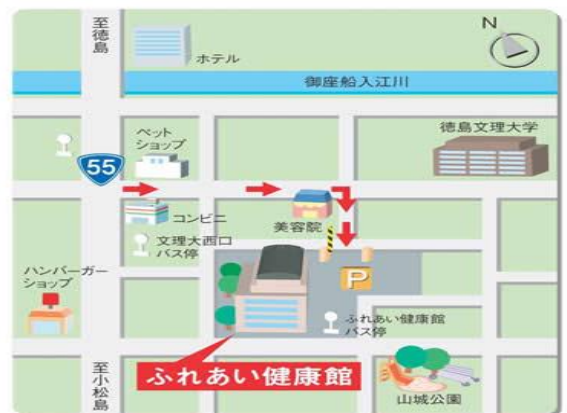 至徳島
ホテル
N
御座船入江川
ペット
ショップ
徳島文理大学
55
コンビニ
美容院
文理大西口
バス停
ハンバーガー
ショップ
P
ふれあい健康館
バス停
至小松島
ふれあい健康館
山城公園